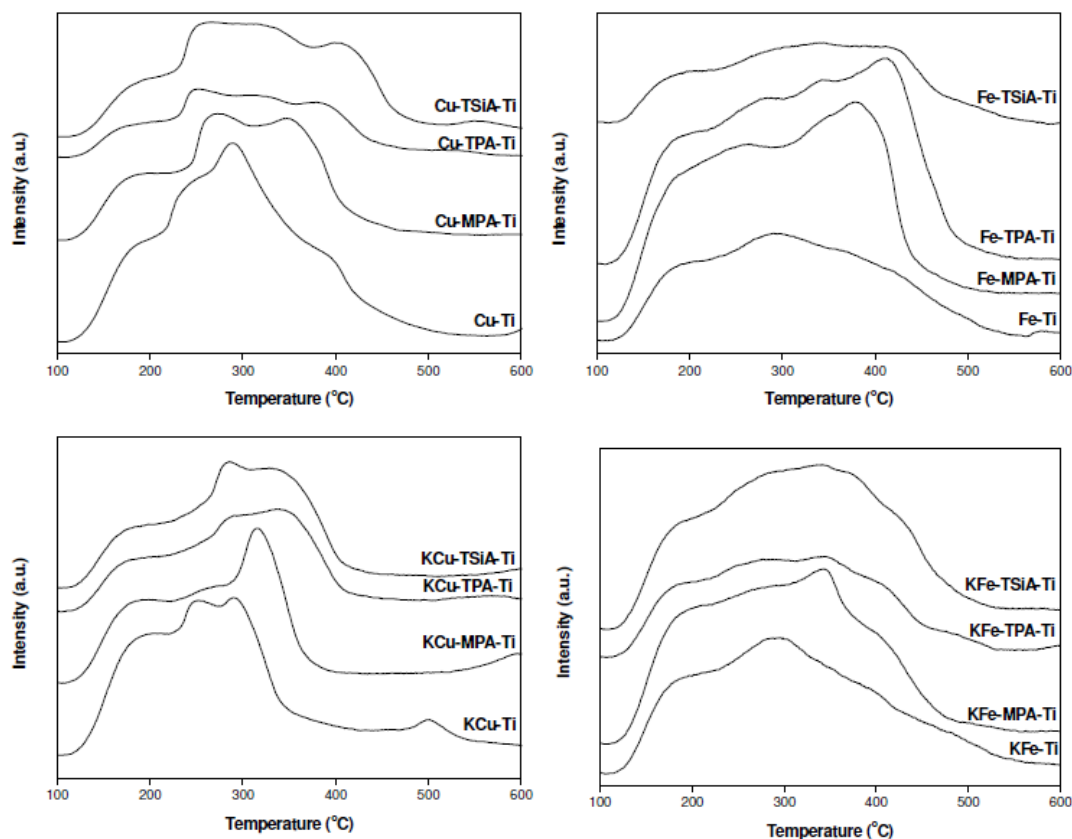 Intensity (a.u.)
Cu-TSiA-Ti
Cu-TPA-Ti
Cu-MPA-Ti
Cu-Ti
100 200 300 400 500 600
Temperature (°C)
Intensity (a.u.)
Fe-TSiA-Ti
Fe-TPA-Ti
Fe-MPA-Ti
Fe-Ti
100 200 300 400 500 600
Temperature (°C)
Intensity (a.u.)
KCu-TSiA-Ti
KCu-TPA-Ti
KCu-MPA-Ti
KCu-Ti
100 200 300 400 500 600
Temperature (°C)
Intensity (a.u.)
KFe-TSiA-Ti
KFe-TPA-Ti
KFe-MPA-Ti
KFe-Ti
100 200 300 400 500 600
Temperature (°C)